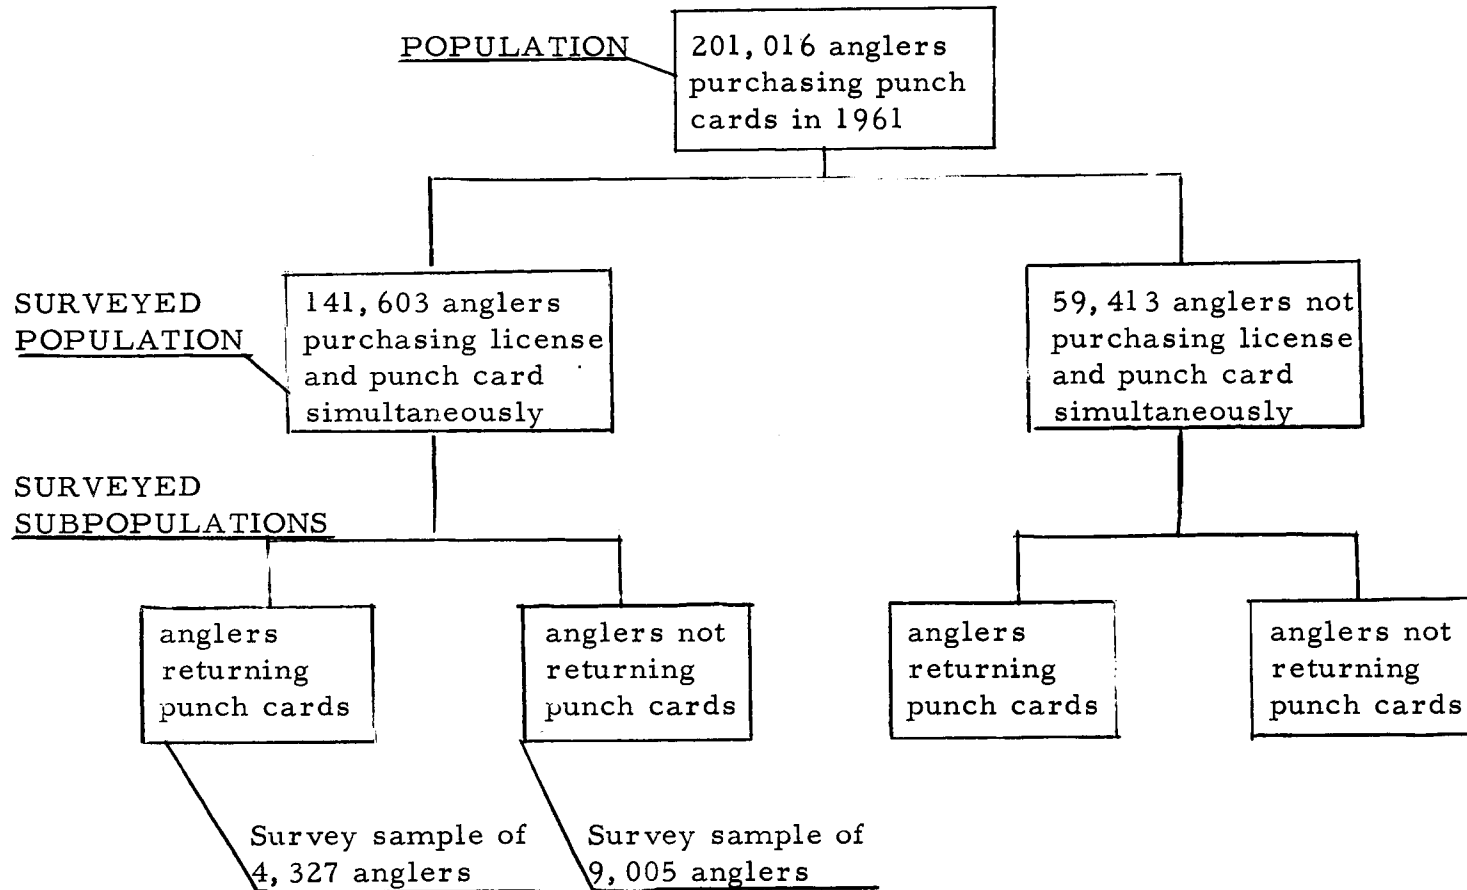 POPULATION
201,016 anglers
purchasing punch
cards in 1961
SURVEYED
POPULATION
141,603 anglers
purchasing license
and punch card
simultaneously
59,413 anglers not
purchasing license
and punch card
simultaneously
SURVEYED
SUBPOPULATIONS
anglers
returning
punch cards
anglers not
returning
punch cards
anglers
returning
punch cards
anglers not
returning
punch cards
Survey sample of
4,327 anglers
Survey sample of
9,005 anglers